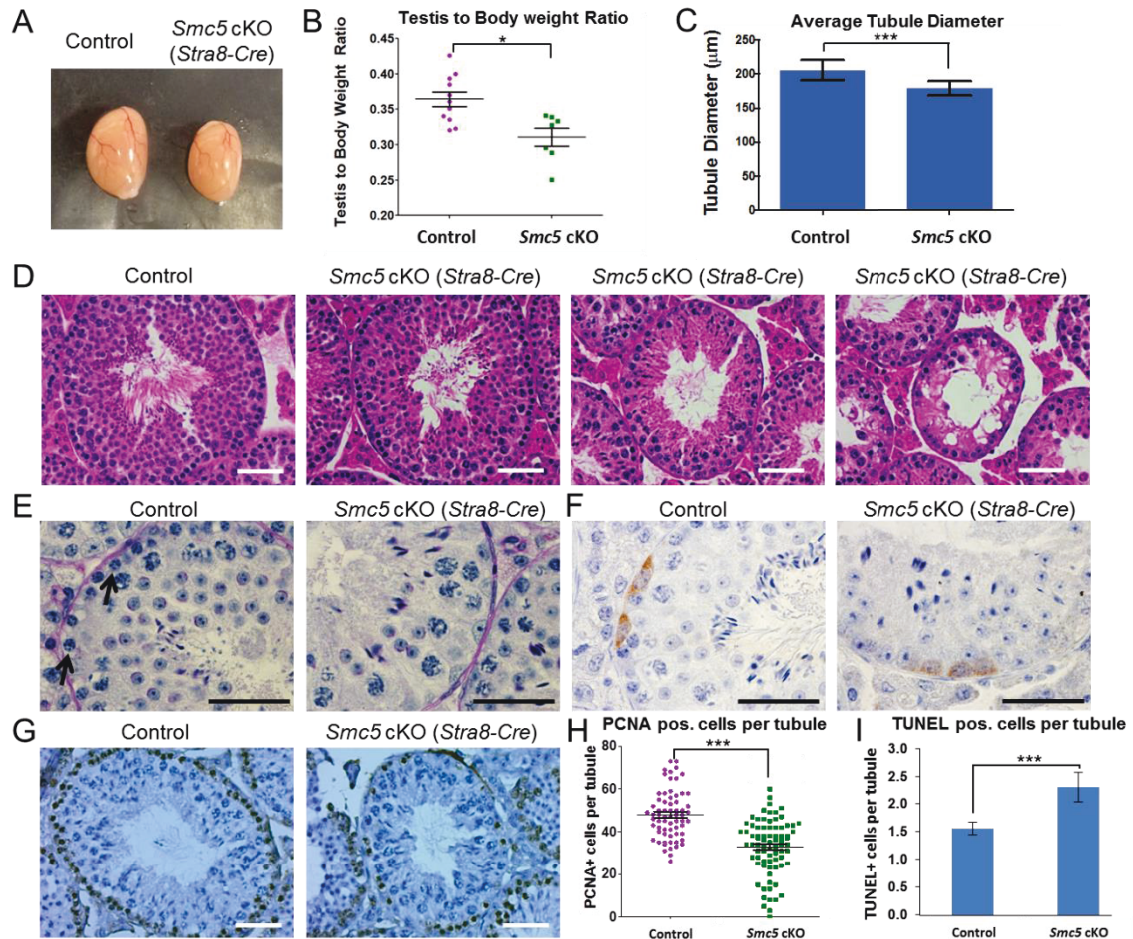 A
Control
Smc5 cKO
(Stra8-Cre)
B
Testis to Body weight Ratio
Testis to Body Weight Ratio
0.45
0.40
0.35
0.30
0.25
0.20
*
Control
Smc5 cKO
C
Average Tubule Diameter
Tubule Diameter (µm)
250
200
150
100
50
0
***
Control
Smc5 cKO
D
Control
Smc5 cKO (Stra8-Cre)
Smc5 cKO (Stra8-Cre)
Smc5 cKO (Stra8-Cre)
E
Control
Smc5 cKO (Stra8-Cre)
F
Control
Smc5 cKO (Stra8-Cre)
G
Control
Smc5 cKO (Stra8-Cre)
H
PCNA pos. cells per tubule
PCNA+ cells per tubule
80
60
40
20
0
***
Control
Smc5 cKO
I
TUNEL pos. cells per tubule
TUNEL+ cells per tubule
3.0
2.5
2.0
1.5
1.0
0.5
0.0
***
Control
Smc5 cKO